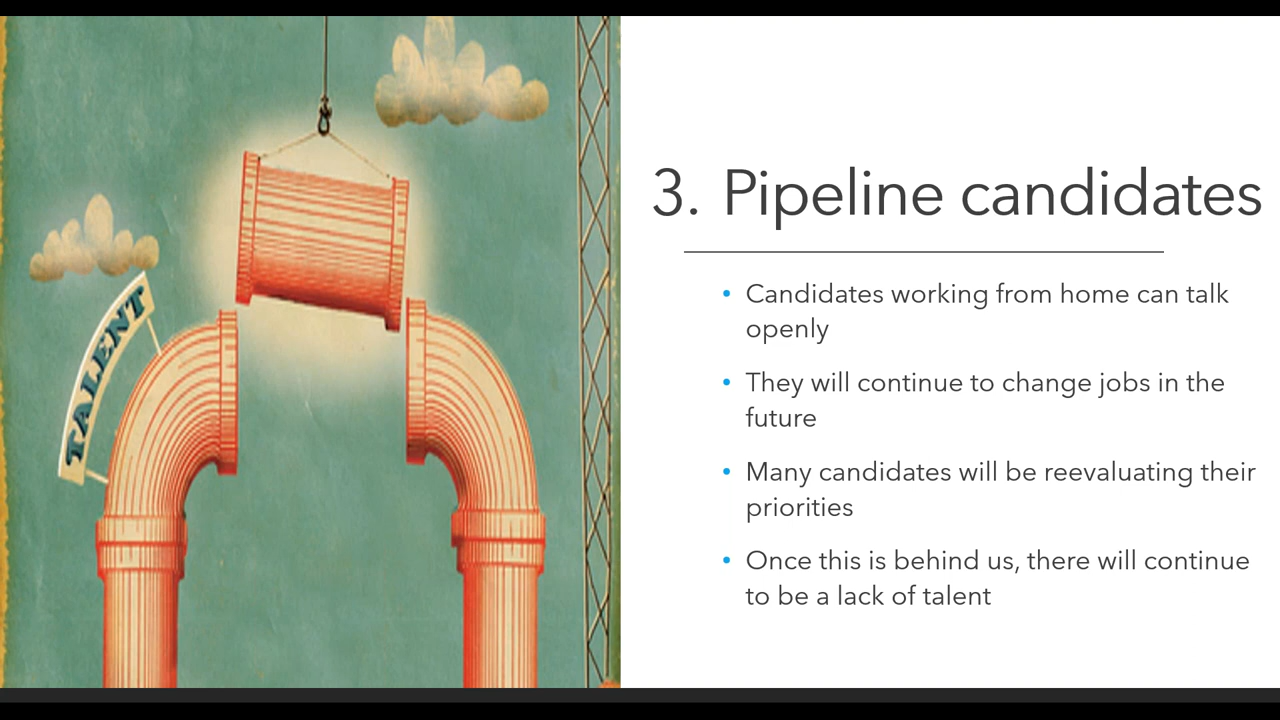 TALENT
3. Pipeline candidates
• Candidates working from home can talk
openly
• They will continue to change jobs in the
future
• Many candidates will be reevaluating their
priorities
• Once this is behind us, there will continue
to be a lack of talent